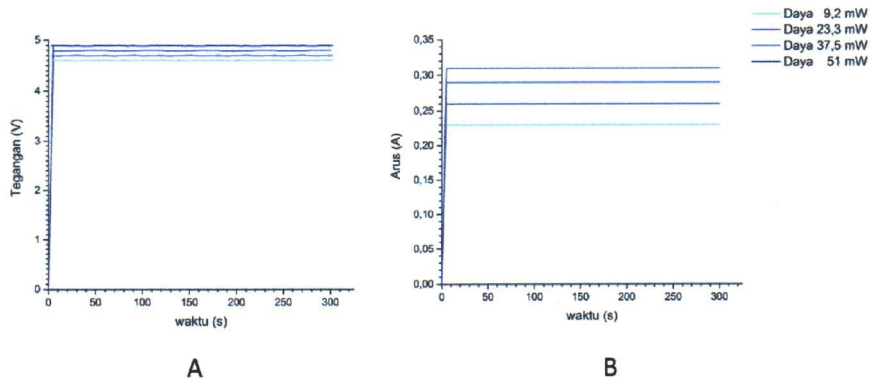 Daya 9,2 mW
Daya 23,3 mW
Daya 37,5 mW
Daya 51 mW
Tegangan (V)
5
4
3
2
1
0
0 50 100 150 200 250 300
waktu (s)
A
Arus (A)
0,35
0,30
0,25
0,20
0,15
0,10
0,05
0,00
0 50 100 150 200 250 300
waktu (s)
B